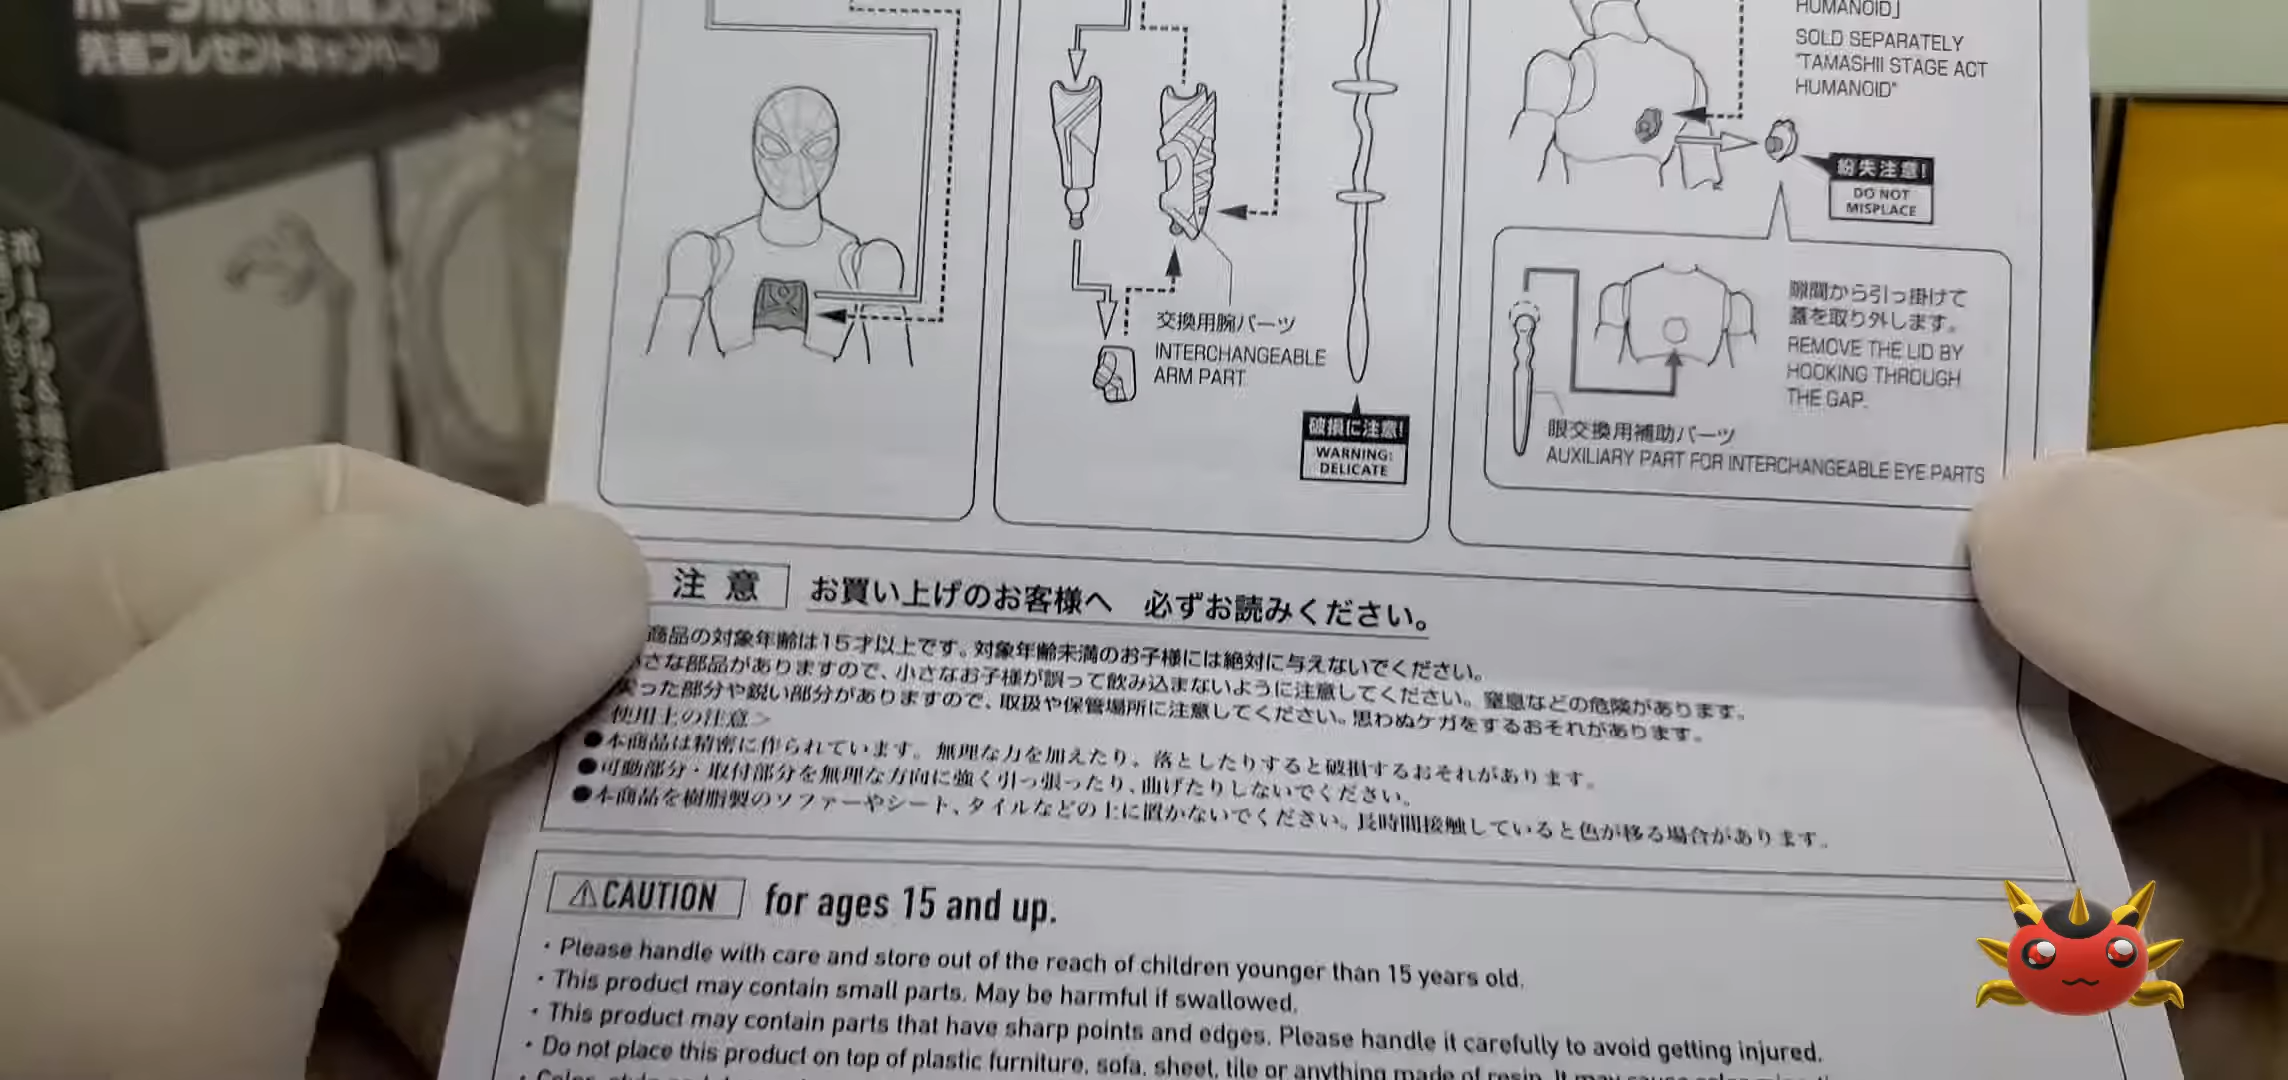 先着プレゼントキャンペーン
HUMANOID」
SOLD SEPARATELY
"TAMASHII STAGE ACT
HUMANOID"
紛失注意!
DO NOT
MISPLACE
隙間から引っ掛けて
蓋を取り外します。
REMOVE THE LID BY
HOOKING THROUGH
THE GAP.
眼交換用補助パーツ
AUXILIARY PART FOR INTERCHANGEABLE EYE PARTS
交換用腕パーツ
INTERCHANGEABLE
ARM PART
破損に注意!
WARNING:
DELICATE
注意 お買い上げのお客様へ 必ずお読みください。
商品の対象年齢は15才以上です。対象年齢未満のお子様には絶対に与えないでください。
さな部品がありますので、小さなお子様が誤って飲み込まないように注意してください。窒息などの危険があります。
った部分や鋭い部分がありますので、取扱や保管場所に注意してください。思わぬケガをするおそれがあります。
使用上の注意>
●本商品は精密に作られています。無理な力を加えたり、落としたりすると破損するおそれがあります。
●可動部分・取付部分を無理な方向に強く引っ張ったり、曲げたりしないでください。
●本商品を樹脂製のソファーやシート、タイルなどの上に置かないでください。長時間接触していると色が移る場合があります。
⚠CAUTION for ages 15 and up.
・Please handle with care and store out of the reach of children younger than 15 years old.
・This product may contain small parts. May be harmful if swallowed.
・This product may contain parts that have sharp points and edges. Please handle it carefully to avoid getting injured.
・Do not place this product on top of plastic furniture, sofa, sheet, tile or anything made of resin. It may cause color